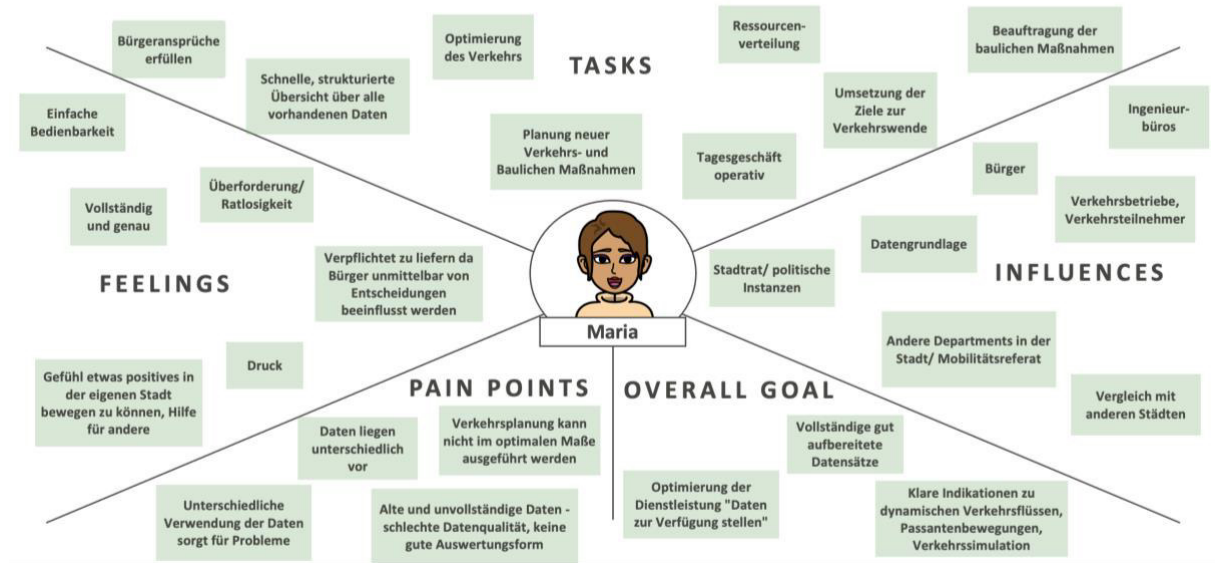 Bürgeransprüche
erfüllen
Schnelle, strukturierte
Übersicht über alle
vorhandenen Daten
Optimierung
des Verkehrs
TASKS
Planung neuer
Verkehrs- und
Baulichen Maßnahmen
Ressourcen-
verteilung
Tagesgeschäft
operativ
Umsetzung der
Ziele zur
Verkehrswende
Beauftragung der
baulichen Maßnahmen
Einfache
Bedienbarkeit
Vollständig
und genau
Überforderung/
Ratlosigkeit
FEELINGS
Verpflichtet zu liefern da
Bürger unmittelbar von
Entscheidungen
beeinflusst werden
Gefühl etwas positives in
der eigenen Stadt
bewegen zu können, Hilfe
für andere
Druck
Maria
Ingenieur-
büros
Bürger
Verkehrsbetriebe,
Verkehrsteilnehmer
Datengrundlage
Stadtrat/ politische
Instanzen
INFLUENCES
Andere Departments in der
Stadt/ Mobilitätsreferat
Vergleich mit
anderen Städten
PAIN POINTS
Daten liegen
unterschiedlich
vor
Verkehrsplanung kann
nicht im optimalen Maße
ausgeführt werden
Unterschiedliche
Verwendung der Daten
sorgt für Probleme
Alte und unvollständige Daten -
schlechte Datenqualität, keine
gute Auswertungsform
OVERALL GOAL
Vollständige gut
aufbereitete
Datensätze
Optimierung der
Dienstleistung "Daten
zur Verfügung stellen"
Klare Indikationen zu
dynamischen Verkehrsflüssen,
Passantenbewegungen,
Verkehrssimulation